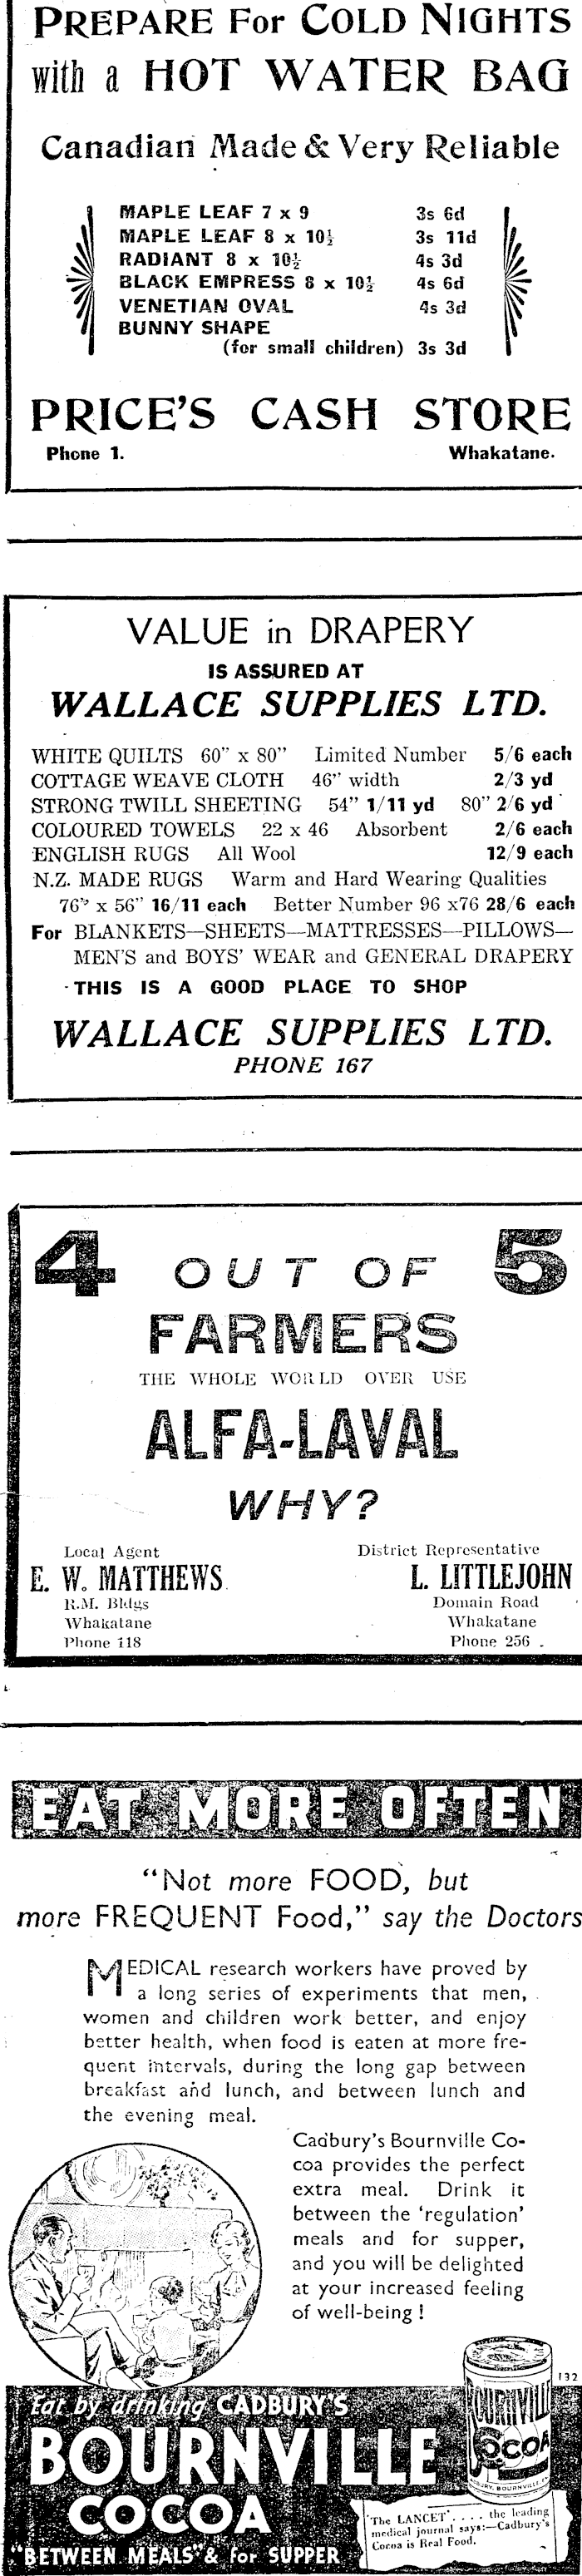 PREPARE For COLD NIGHTS
with a HOT WATER BAG
Canadian Made & Very Reliable
MAPLE LEAF 7 x 9 3s 6d
MAPLE LEAF 8 x 10½ 3s 11d
RADIANT 8 x 10½ 4s 3d
BLACK EMPRESS 8 x 10½ 4s 6d
VENETIAN OVAL 4s 3d
BUNNY SHAPE
(for small children) 3s 3d
PRICE'S CASH STORE
Phone 1. Whakatane.
VALUE in DRAPERY
IS ASSURED AT
WALLACE SUPPLIES LTD.
WHITE QUILTS 60" x 80" Limited Number 5/6 each
COTTAGE WEAVE CLOTH 46" width 2/3 yd
STRONG TWILL SHEETING 54" 1/11 yd 80" 2/6 yd
COLOURED TOWELS 22 x 46 Absorbent 2/6 each
ENGLISH RUGS All Wool 12/9 each
N.Z. MADE RUGS Warm and Hard Wearing Qualities
76" x 56" 16/11 each Better Number 96 x76 28/6 each
For BLANKETS—SHEETS—MATTRESSES—PILLOWS—
MEN'S and BOYS' WEAR and GENERAL DRAPERY
THIS IS A GOOD PLACE TO SHOP
WALLACE SUPPLIES LTD.
PHONE 167
4 OUT OF 5
FARMERS
THE WHOLE WORLD OVER USE
ALFA-LAVAL
WHY?
Local Agent District Representative
E. W. MATTHEWS L. LITTLEJOHN
R.M. Bldgs Domain Road
Whakatane Whakatane
Phone 118 Phone 256
EAT MORE OFTEN
"Not more FOOD, but
more FREQUENT Food," say the Doctors
MEDICAL research workers have proved by
a long series of experiments that men,
women and children work better, and enjoy
better health, when food is eaten at more fre-
quent intervals, during the long gap between
breakfast and lunch, and between lunch and
the evening meal.
Cadbury's Bournville Co-
coa provides the perfect
extra meal. Drink it
between the 'regulation'
meals and for supper,
and you will be delighted
at your increased feeling
of well-being !
132
Eat by drinking CADBURY'S
BOURNVILLE
COCOA
"BETWEEN MEALS" & for SUPPER
BOURNVILLE
COCOA
'The LANCET' . . . . the leading
medical journal says:—Cadbury's
Cocoa is Real Food.